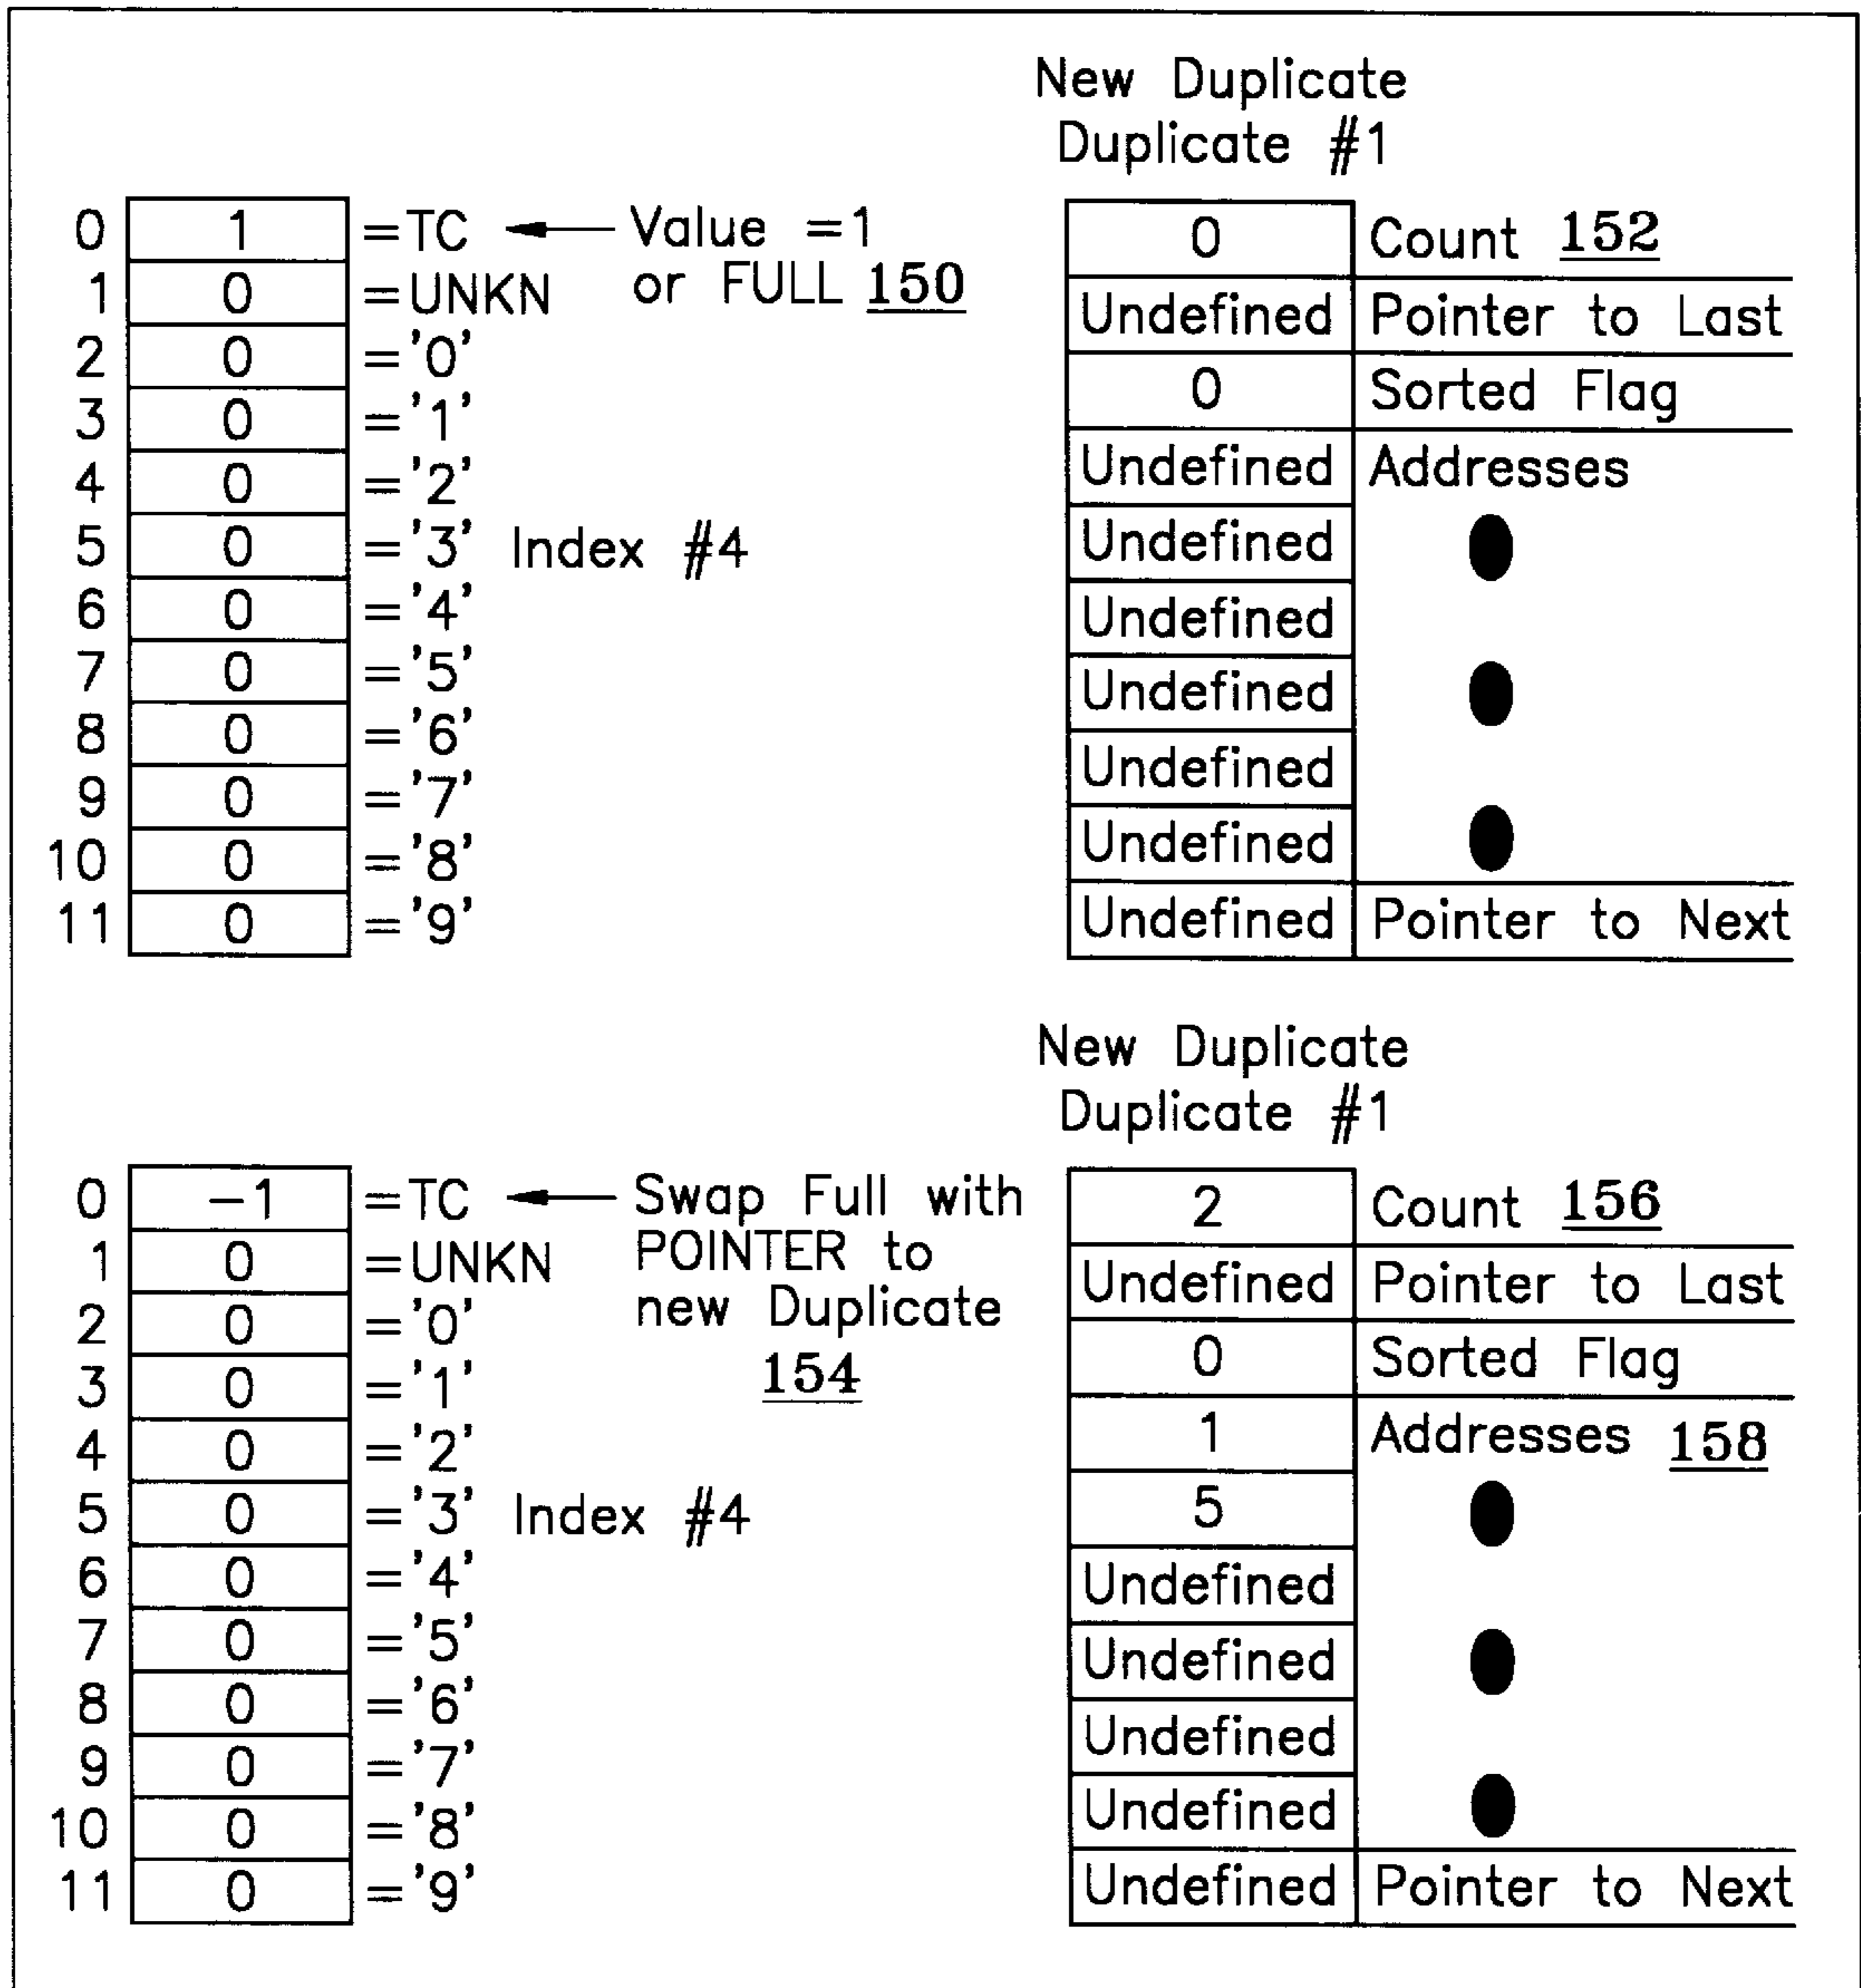 New Duplicate
Duplicate #1
0 1 =TC Value =1
or FULL 150
1 0 =UNKN
2 0 ='0'
3 0 ='1'
4 0 ='2'
5 0 ='3' Index #4
6 0 ='4'
7 0 ='5'
8 0 ='6'
9 0 ='7'
10 0 ='8'
11 0 ='9'
0 Count 152
Undefined Pointer to Last
0 Sorted Flag
Undefined Addresses
Undefined
Undefined
Undefined
Undefined
Undefined
Undefined Pointer to Next
New Duplicate
Duplicate #1
0 -1 =TC Swap Full with
POINTER to
new Duplicate
154
1 0 =UNKN
2 0 ='0'
3 0 ='1'
4 0 ='2'
5 0 ='3' Index #4
6 0 ='4'
7 0 ='5'
8 0 ='6'
9 0 ='7'
10 0 ='8'
11 0 ='9'
2 Count 156
Undefined Pointer to Last
0 Sorted Flag
1 Addresses 158
5
Undefined
Undefined
Undefined
Undefined
Undefined Pointer to Next